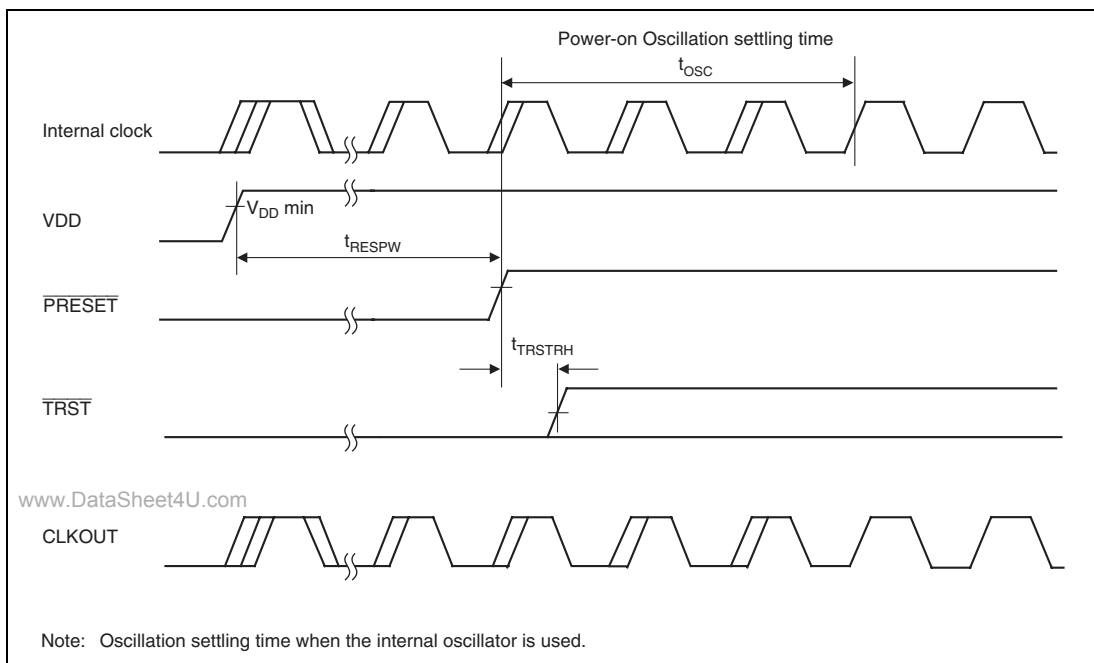 Power-on Oscillation settling time
tOSC
Internal clock
VDD
VDD min
tRESPW
PRESET
tTRSTRH
TRST
www.DataSheet4U.com
CLKOUT
Note: Oscillation settling time when the internal oscillator is used.